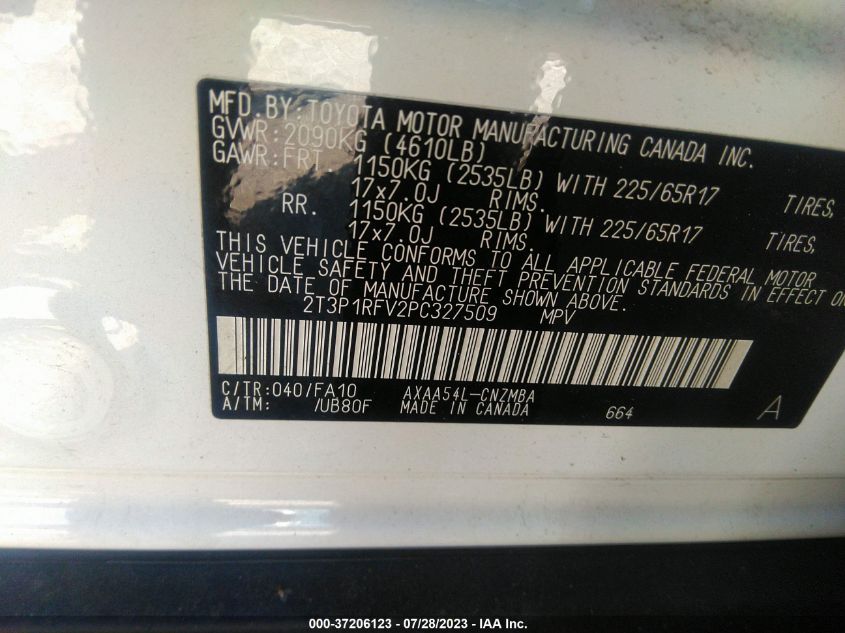 MFD.BY:TOYOTA MOTOR MANUFACTURING CANADA INC.
GVWR:2090KG (4610LB)
GAWR:FRT. 1150KG (2535LB) WITH 225/65R17 TIRES,
17x7.0J RIMS.
RR. 1150KG (2535LB) WITH 225/65R17 TIRES,
17x7.0J RIMS.
THIS VEHICLE CONFORMS TO ALL APPLICABLE FEDERAL MOTOR
VEHICLE SAFETY AND THEFT PREVENTION STANDARDS IN EFFECT
THE DATE OF MANUFACTURE SHOWN ABOVE.
2T3P1RFV2PC327509 MPV
C/TR:040/FA10 AXAA54L-CNZMBA
A/TM: /UB80F MADE IN CANADA 664 A
000-37206123 - 07/28/2023 - IAA Inc.